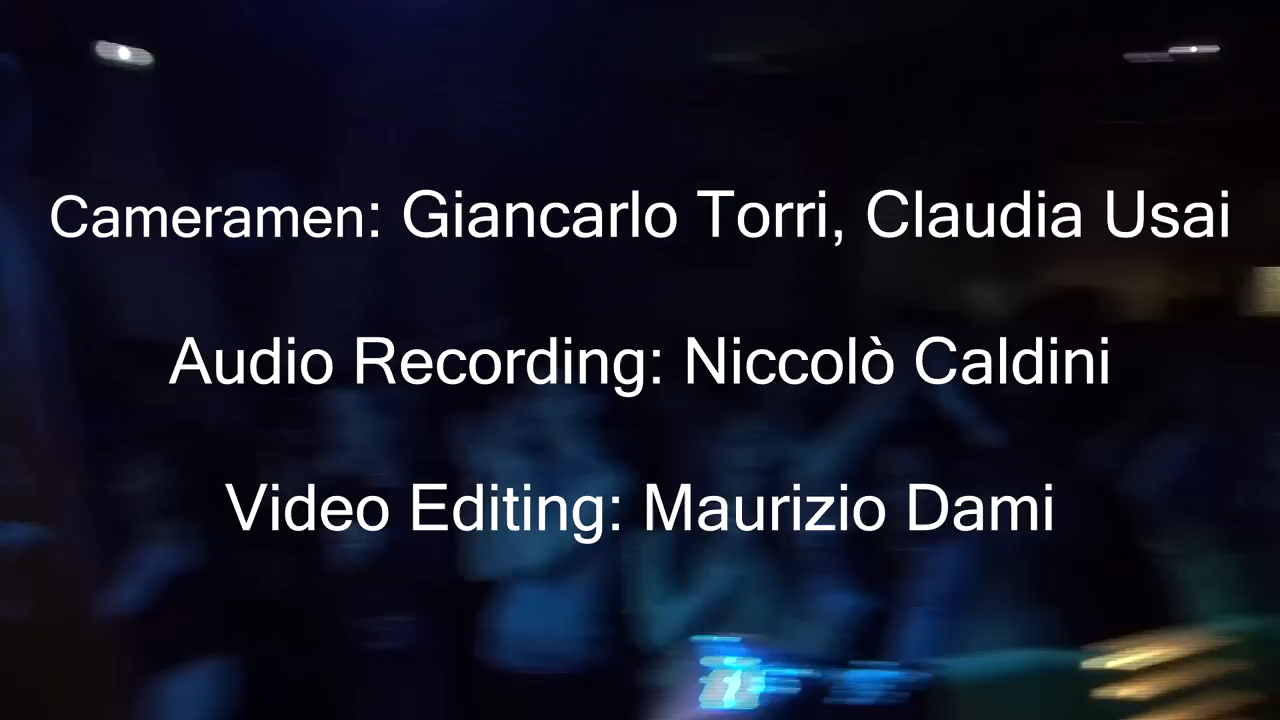 Cameramen: Giancarlo Torri, Claudia Usai
Audio Recording: Niccolò Caldini
Video Editing: Maurizio Dami